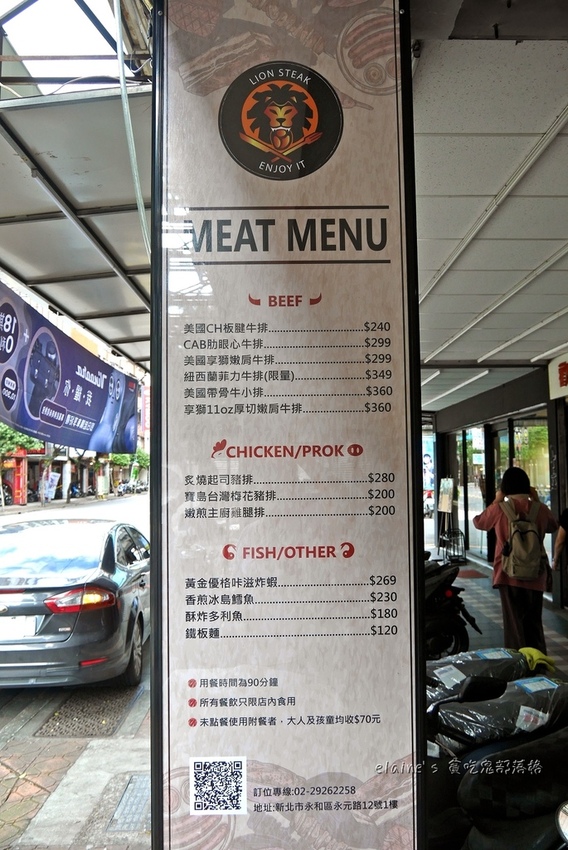 LION STEAK
ENJOY IT
MEAT MENU
BEEF
美國CH板腱牛排...$240
CAB肋眼心牛排...$299
美國享獅嫩肩牛排...$299
紐西蘭菲力牛排(限量)...$349
美國帶骨牛小排...$360
享獅11oz厚切嫩肩牛排...$360
CHICKEN/PROK
炙燒起司豬排...$280
寶島台灣梅花豬排...$200
嫩煎主廚雞腿排...$200
FISH/OTHER
黃金優格咔滋炸蝦...$269
香煎冰島鱈魚...$230
酥炸多利魚...$180
鐵板麵...$120
用餐時間為90分鐘
所有餐飲只限店內食用
未點餐使用附餐者，大人及孩童均收$70元
訂位專線:02-29262258
地址:新北市永和區永元路12號1樓
elaine's 貪吃鬼部落格